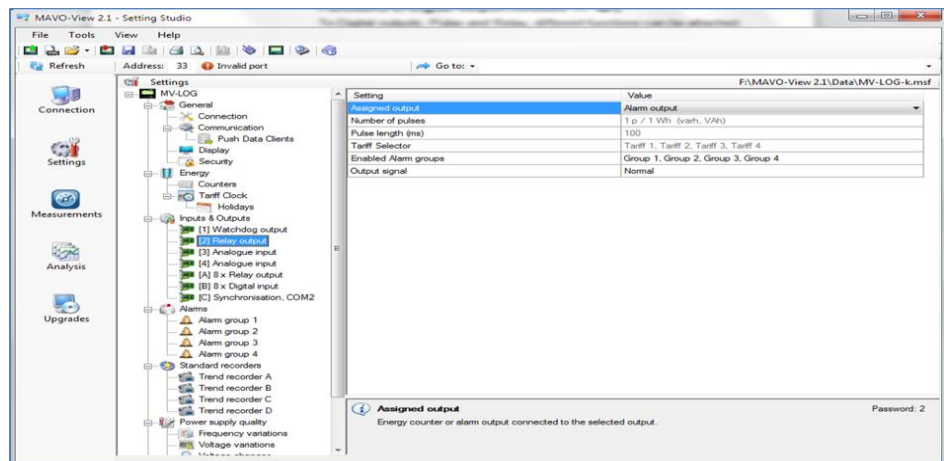 MAVO-View 2.1 - Setting Studio
File Tools View Help
Refresh Address: 33 Invalid port Go to:
Connection
Settings
Measurements
Analysis
Upgrades
Settings F:\MAVO-View 2.1\Data\MV-LOG-k.msf
MV-LOG
General
Connection
Communication
Push Data Clients
Display
Security
Energy
Counters
Tariff Clock
Holidays
Inputs & Outputs
[1] Watchdog output
[2] Relay output
[3] Analogue input
[4] Analogue input
[A] 8 x Relay output
[B] 8 x Digital input
[C] Synchronisation, COM2
Alarms
Alarm group 1
Alarm group 2
Alarm group 3
Alarm group 4
Standard recorders
Trend recorder A
Trend recorder B
Trend recorder C
Trend recorder D
Power supply quality
Frequency variations
Voltage variations
Voltage changes
Setting Value
Assigned output Alarm output
Number of pulses 1 p / 1 Wh (varh, VAh)
Pulse length (ms) 100
Tariff Selector Tariff 1, Tariff 2, Tariff 3, Tariff 4
Enabled Alarm groups Group 1, Group 2, Group 3, Group 4
Output signal Normal
Assigned output Password: 2
Energy counter or alarm output connected to the selected output.